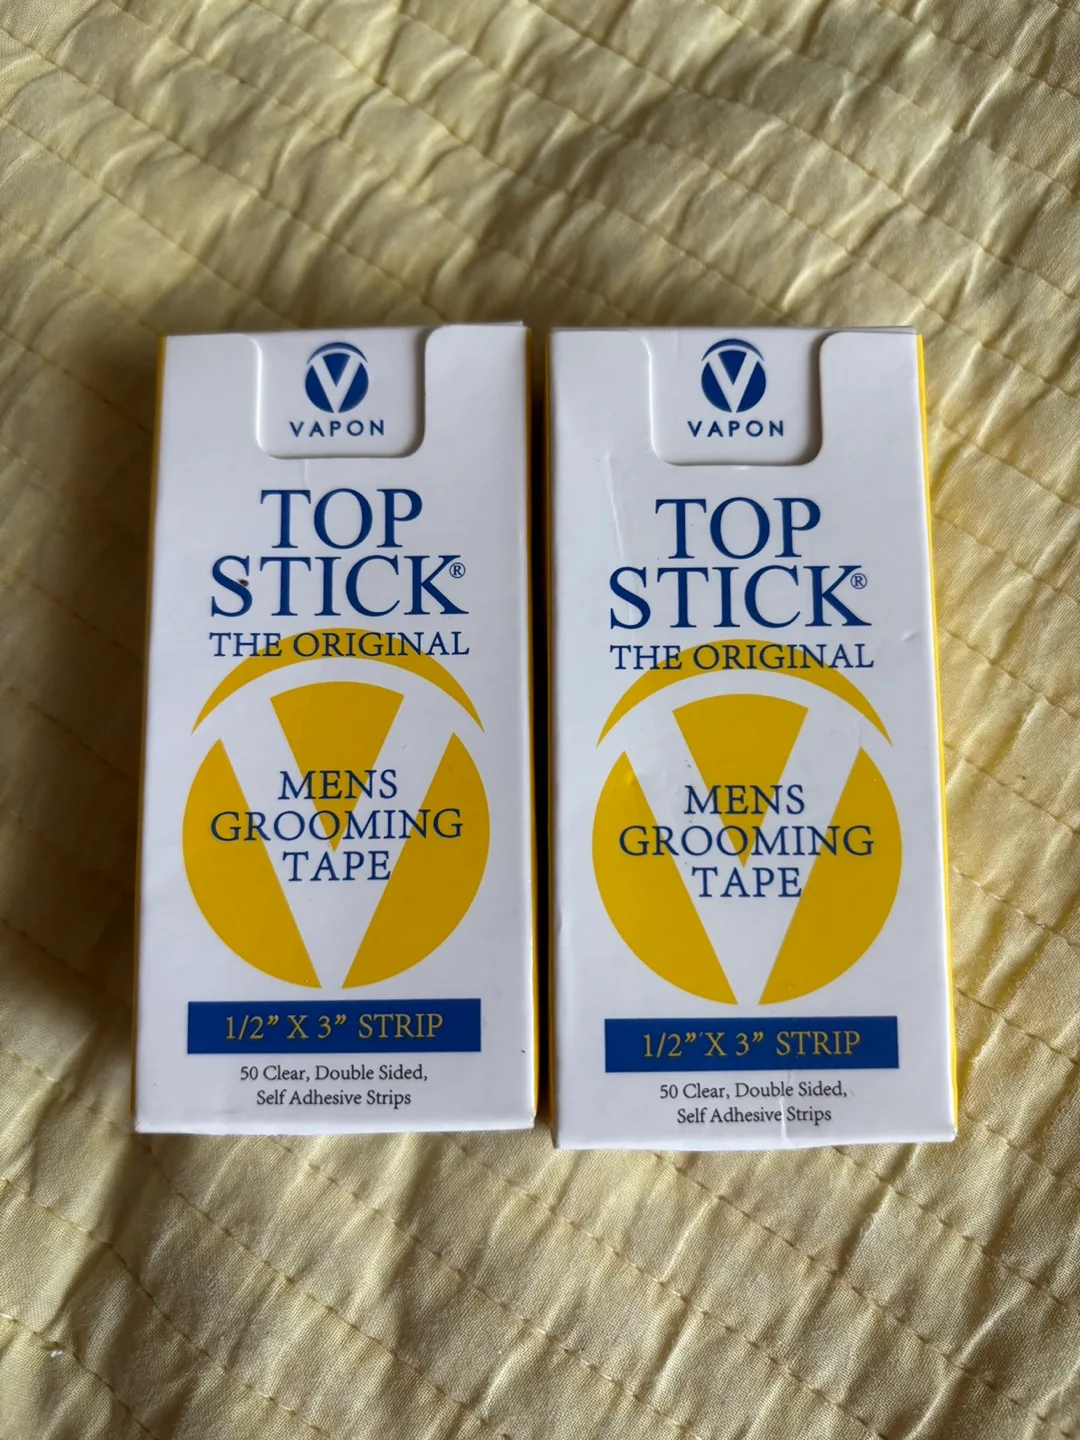 VAPON
TOP
STICK®
THE ORIGINAL
MENS
GROOMING
TAPE
1/2” X 3” STRIP
50 Clear, Double Sided,
Self Adhesive Strips
VAPON
TOP
STICK®
THE ORIGINAL
MENS
GROOMING
TAPE
1/2” X 3” STRIP
50 Clear, Double Sided,
Self Adhesive Strips